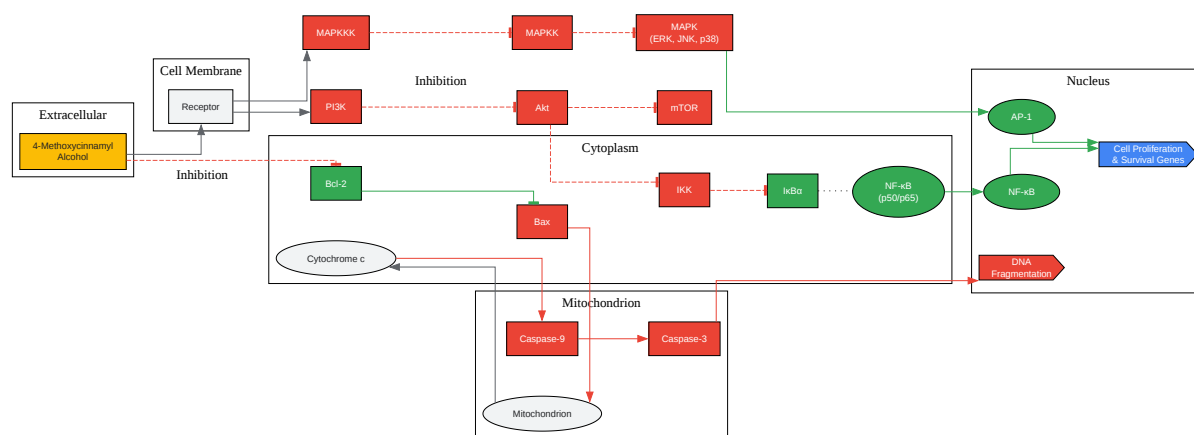 MAPKKK
MAPKK
MAPK
(ERK, JNK, p38)
Cell Membrane
Receptor
Inhibition
Nucleus
PI3K
Akt
mTOR
AP-1
Extracellular
4-Methoxycinnamyl
Alcohol
Inhibition
Cytoplasm
Cell Proliferation
& Survival Genes
Bcl-2
IKK
IκBα
NF-κB
(p50/p65)
NF-κB
Bax
Cytochrome c
DNA
Fragmentation
Mitochondrion
Caspase-9
Caspase-3
Mitochondrion